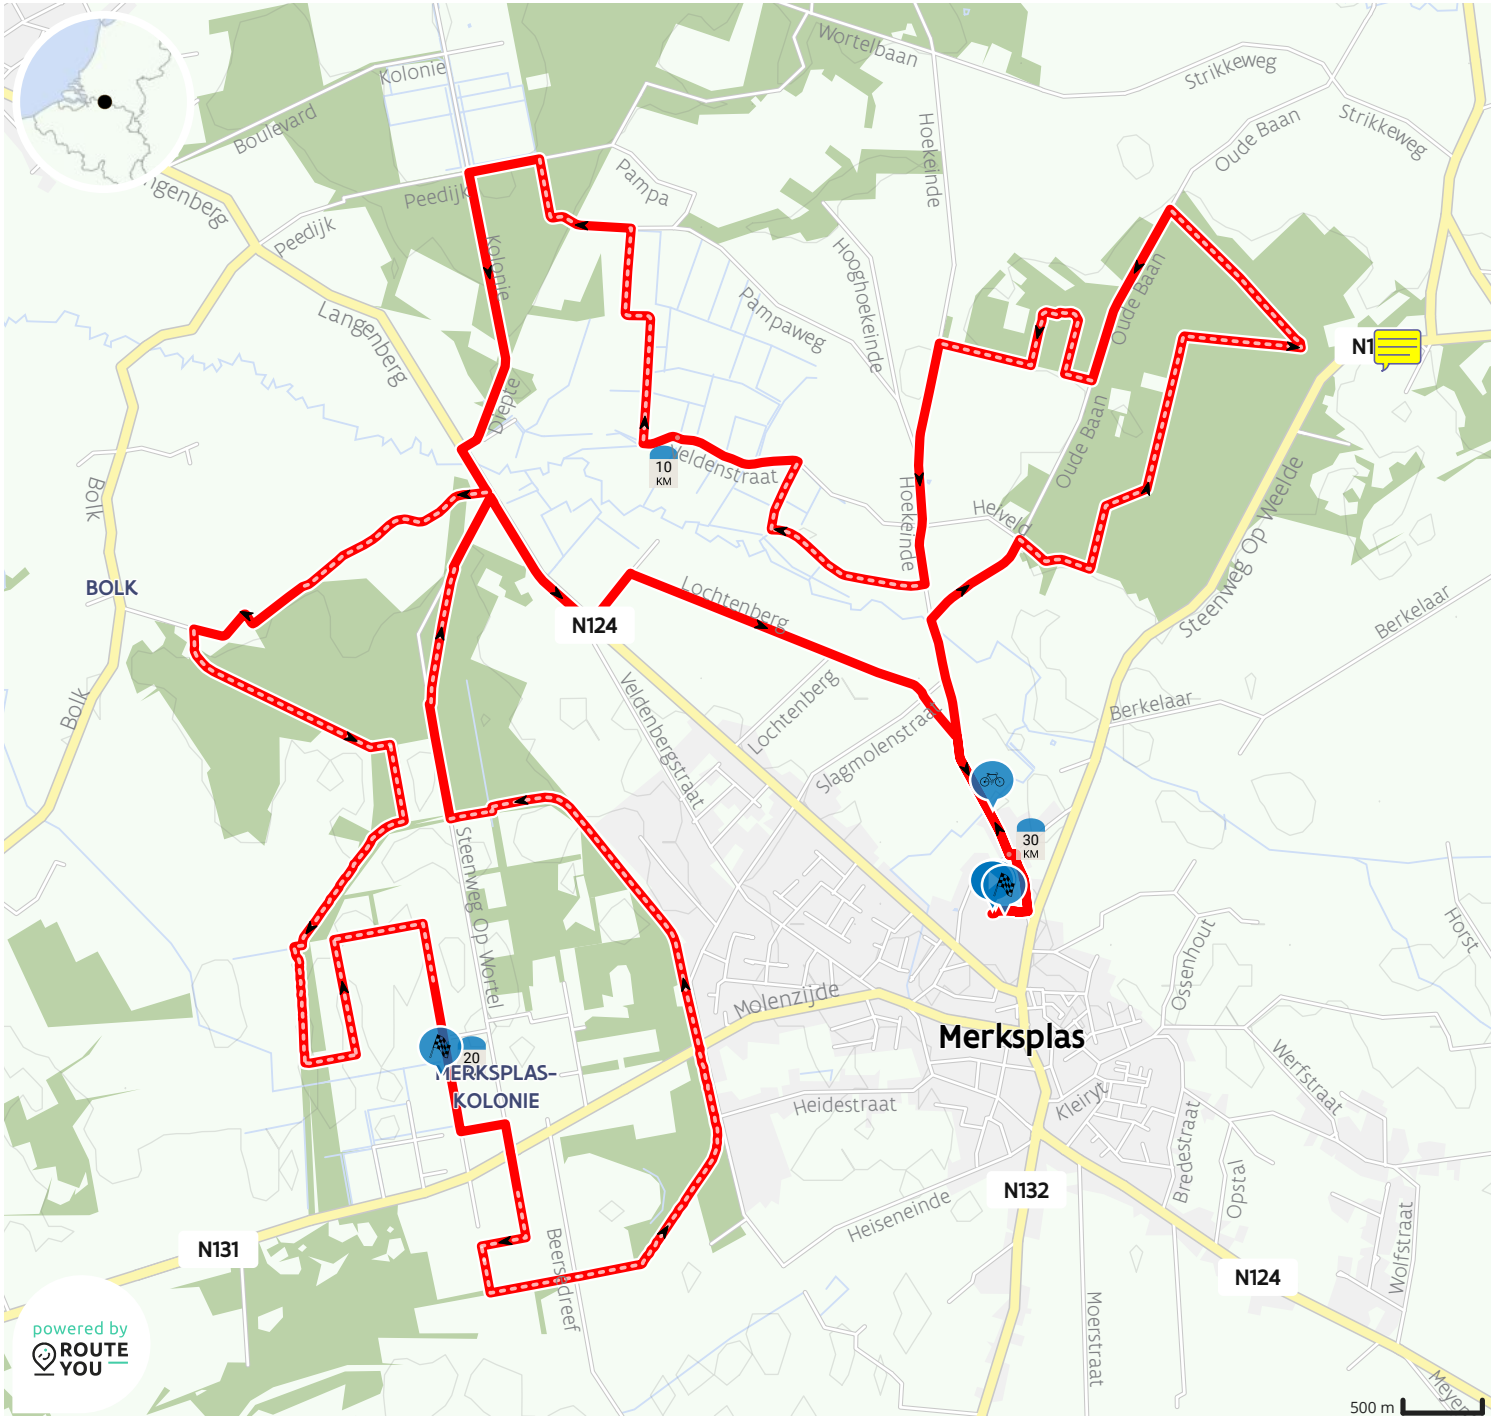 Wortelbaan
Strikkeweg
Kolonie
Boulevard
Oude Baan
Strikkeweg
Hoekeinde
Pampa
ngenberg
Peedijk
Peedijk
Kolonie
Hooghoekeinde
Oude Baan
Langenberg
Pampaweg
N1
Diepte
Oude Baan
Veldenstraat
10
KM
Bolk
Hoekeinde
Heiveld
Steenweg Op Weelde
BOLK
Lochtenberg
N124
Berkelaar
Bolk
Veldenbergstraat
Lochtenberg
Slagmolenstraat
Berkelaar
30
KM
Steenweg Op Wortel
Horst
Ossenhout
Molenzijde
Merksplas
20
MERKSPLAS-
KOLONIE
Heidestraat
Kleiryt
Werfstraat
Bredestraat
Opstal
N132
Heiseneinde
Wolfstraat
N131
Beersedreef
N124
Moerstraat
powered by
ROUTE
YOU
Meyer
500 m